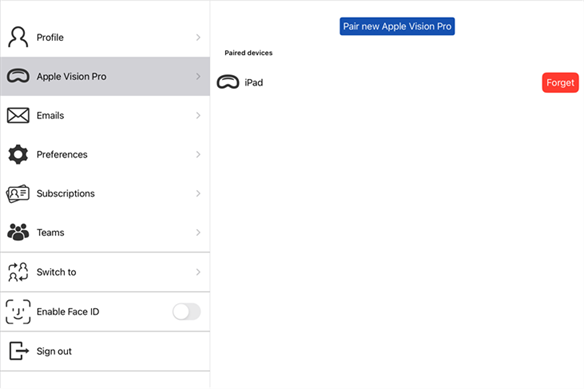 Profile
Apple Vision Pro
Emails
Preferences
Subscriptions
Teams
Switch to
Enable Face ID
Sign out
Pair new Apple Vision Pro
Paired devices
iPad
Forget